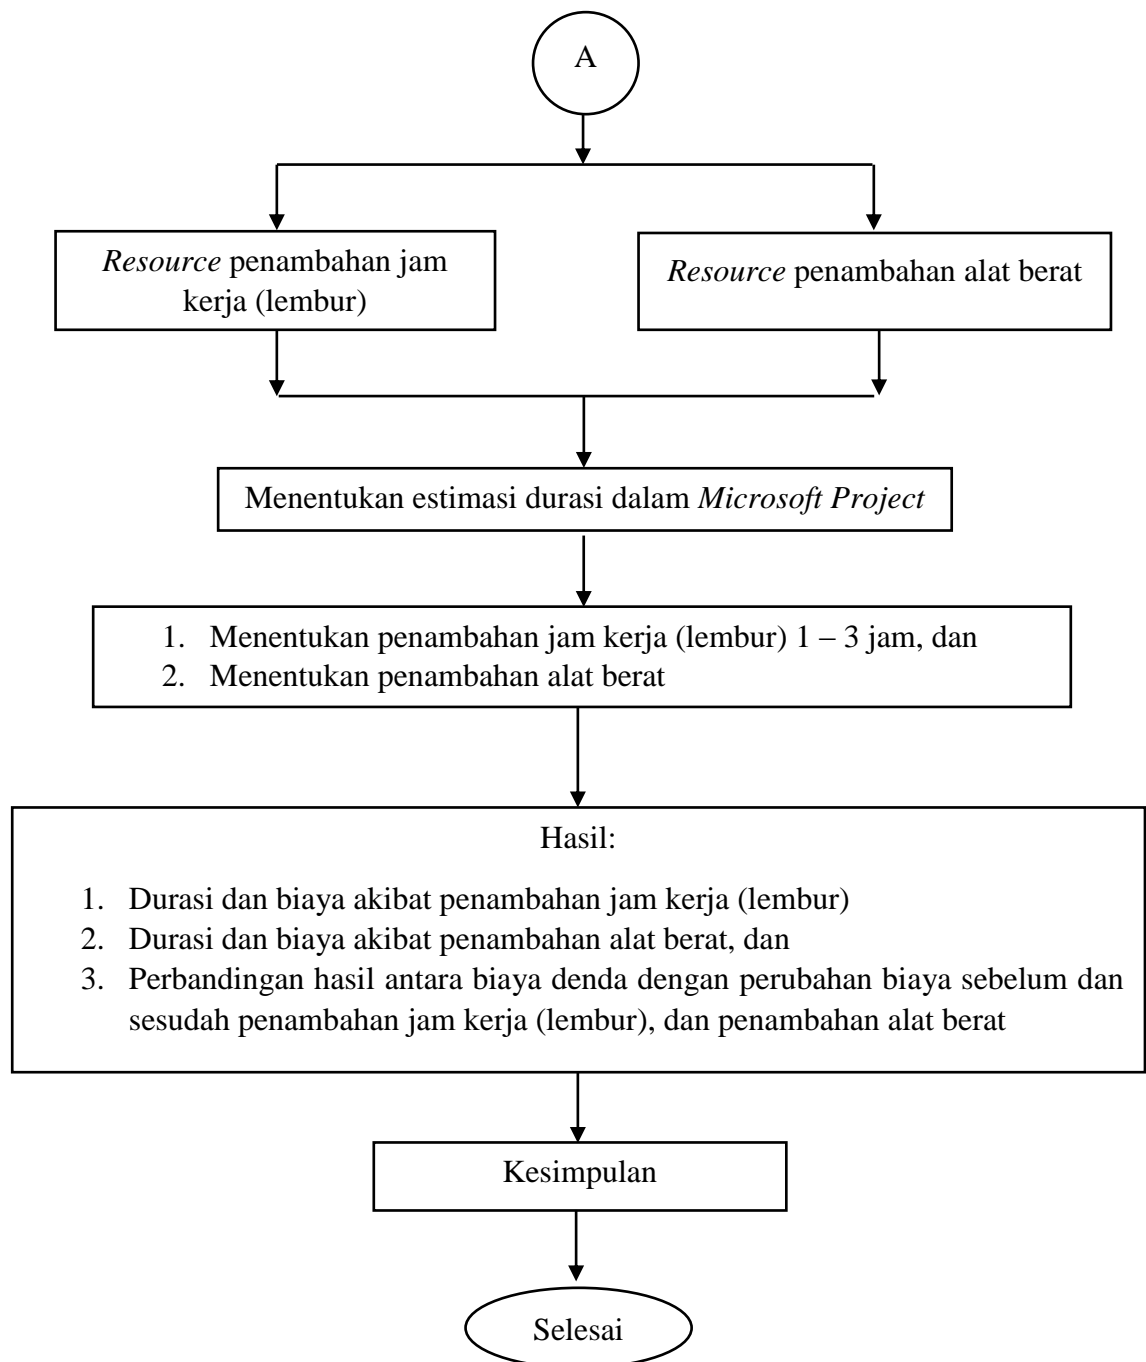 A
Resource penambahan jam
kerja (lembur)
Resource penambahan alat berat
Menentukan estimasi durasi dalam Microsoft Project
1. Menentukan penambahan jam kerja (lembur) 1 – 3 jam, dan
2. Menentukan penambahan alat berat
Hasil:
1. Durasi dan biaya akibat penambahan jam kerja (lembur)
2. Durasi dan biaya akibat penambahan alat berat, dan
3. Perbandingan hasil antara biaya denda dengan perubahan biaya sebelum dan
sesudah penambahan jam kerja (lembur), dan penambahan alat berat
Kesimpulan
Selesai